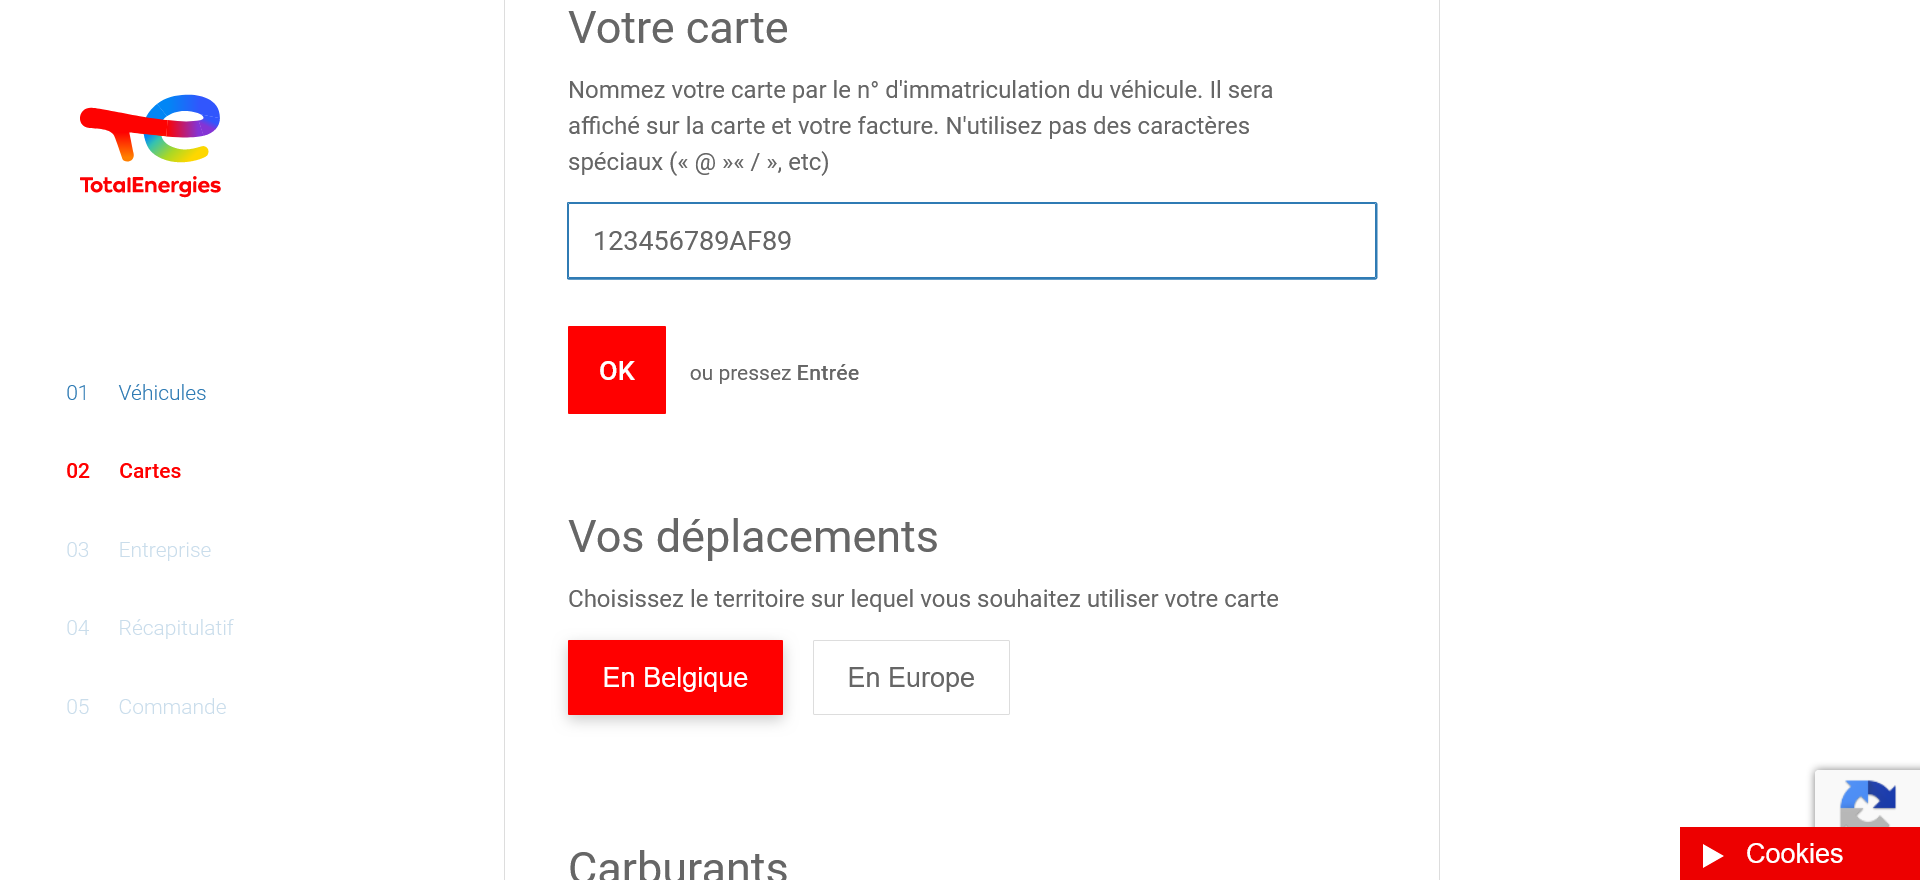 TotalEnergies
01 Véhicules
02 Cartes
03 Entreprise
04 Récapitulatif
05 Commande
Votre carte
Nommez votre carte par le n° d'immatriculation du véhicule. Il sera
affiché sur la carte et votre facture. N'utilisez pas des caractères
spéciaux (« @ »« / », etc)
123456789AF89
OK ou pressez Entrée
Vos déplacements
Choisissez le territoire sur lequel vous souhaitez utiliser votre carte
En Belgique En Europe
Carburants
Cookies